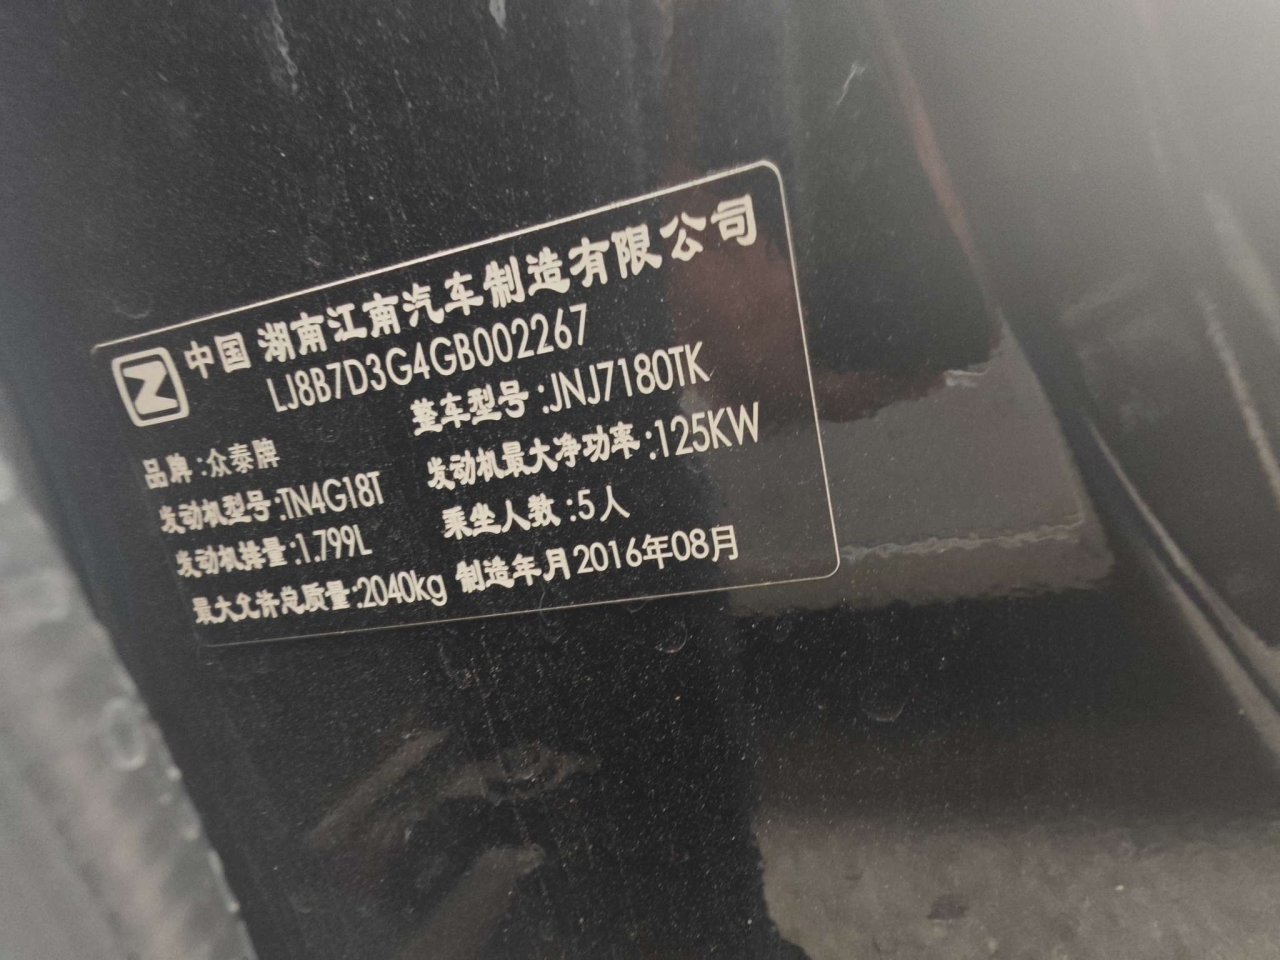 中国 湖南江南汽车制造有限公司
LJ8B7D3G4GB002267
品牌:众泰牌 整车型号:JNJ7180TK
发动机型号:TN4G18T 发动机最大净功率:125KW
发动机排量:1.799L 乘坐人数:5人
最大允许总质量:2040kg 制造年月2016年08月